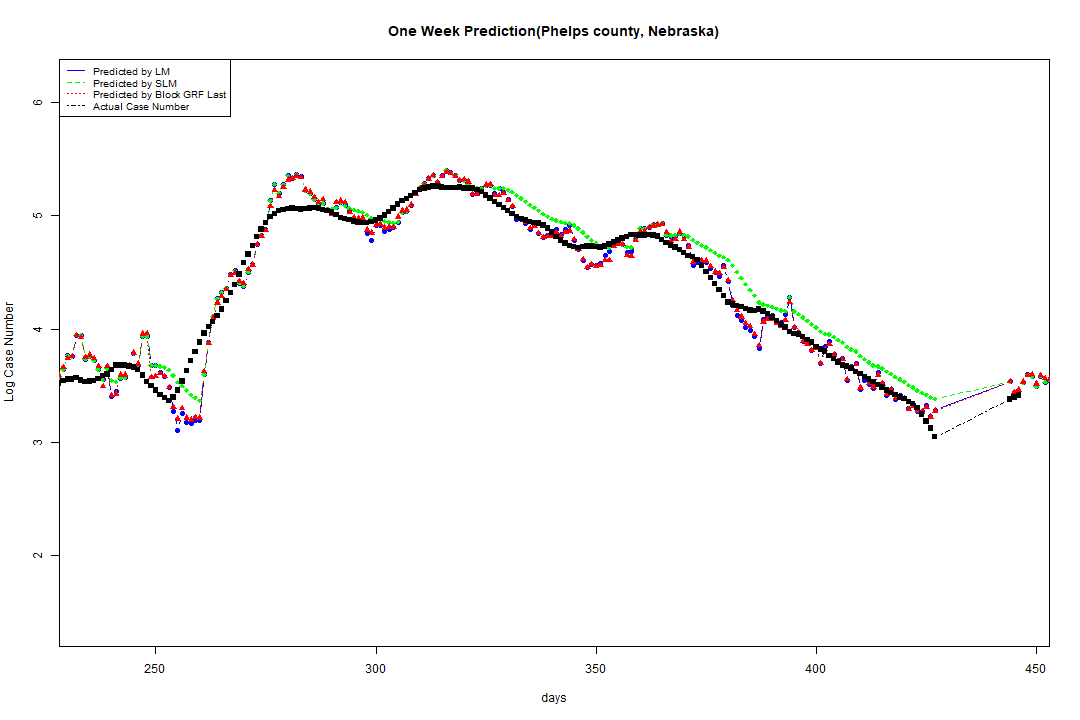 One Week Prediction(Phelps county, Nebraska)
Predicted by LM
Predicted by SLM
Predicted by Block GRF Last
Actual Case Number
6
5
4
3
2
Log Case Number
250 300 350 400 450
days